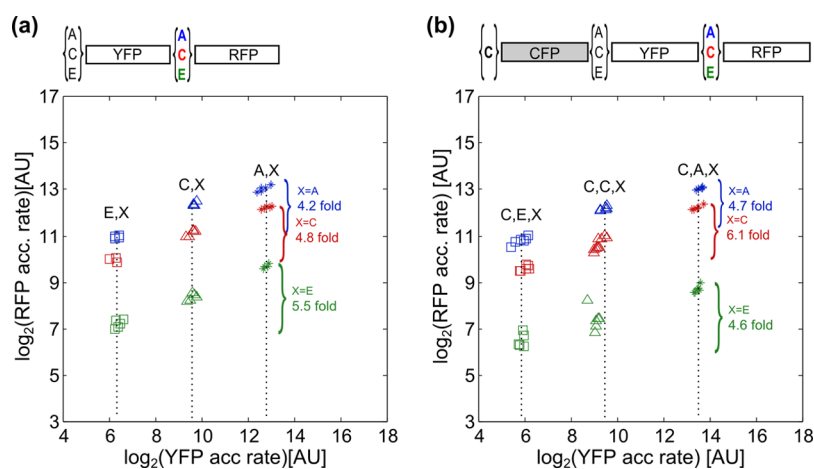 (a)
A
C
E
YFP
A
C
E
RFP
17
15
13
11
9
7
5
3
4
6
8
10
12
14
16
18
log2(RFP acc. rate)[AU]
log2(YFP acc rate)[AU]
E,X
C,X
A,X
X=A
4.2 fold
X=C
4.8 fold
X=E
5.5 fold
(b)
C
CFP
A
C
E
YFP
A
C
E
RFP
17
15
13
11
9
7
5
3
4
6
8
10
12
14
16
18
log2(RFP acc. rate) [AU]
log2(YFP acc rate) [AU]
C,E,X
C,C,X
C,A,X
X=A
4.7 fold
X=C
6.1 fold
X=E
4.6 fold